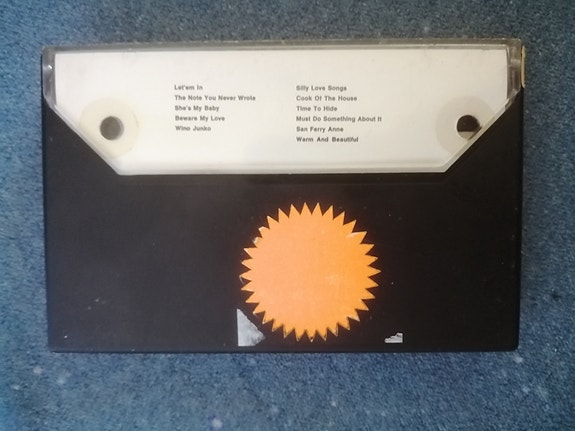 Let'em In
The Note You Never Wrote
She's My Baby
Beware My Love
Wino Junko
Silly Love Songs
Cook Of The House
Time To Hide
Must Do Something About It
San Ferry Anne
Warm And Beautiful